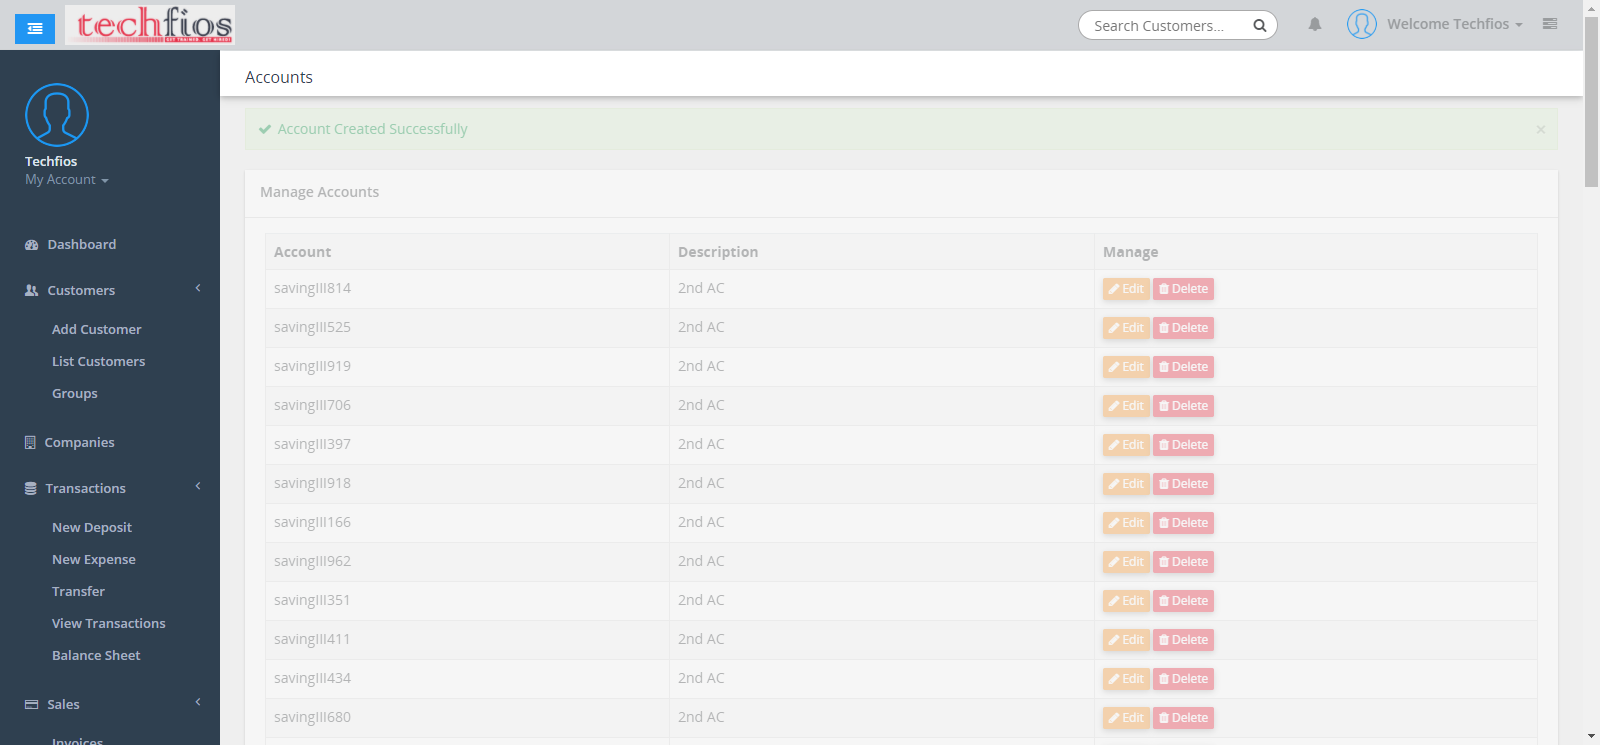 techfios
GET TRAINED. GET HIRED!
Search Customers...
Welcome Techfios
Techfios
My Account
Dashboard
Customers
Add Customer
List Customers
Groups
Companies
Transactions
New Deposit
New Expense
Transfer
View Transactions
Balance Sheet
Sales
Invoices
Accounts
Account Created Successfully
×
Manage Accounts
Account Description Manage
savingIII814 2nd AC Edit Delete
savingIII525 2nd AC Edit Delete
savingIII919 2nd AC Edit Delete
savingIII706 2nd AC Edit Delete
savingIII397 2nd AC Edit Delete
savingIII918 2nd AC Edit Delete
savingIII166 2nd AC Edit Delete
savingIII962 2nd AC Edit Delete
savingIII351 2nd AC Edit Delete
savingIII411 2nd AC Edit Delete
savingIII434 2nd AC Edit Delete
savingIII680 2nd AC Edit Delete